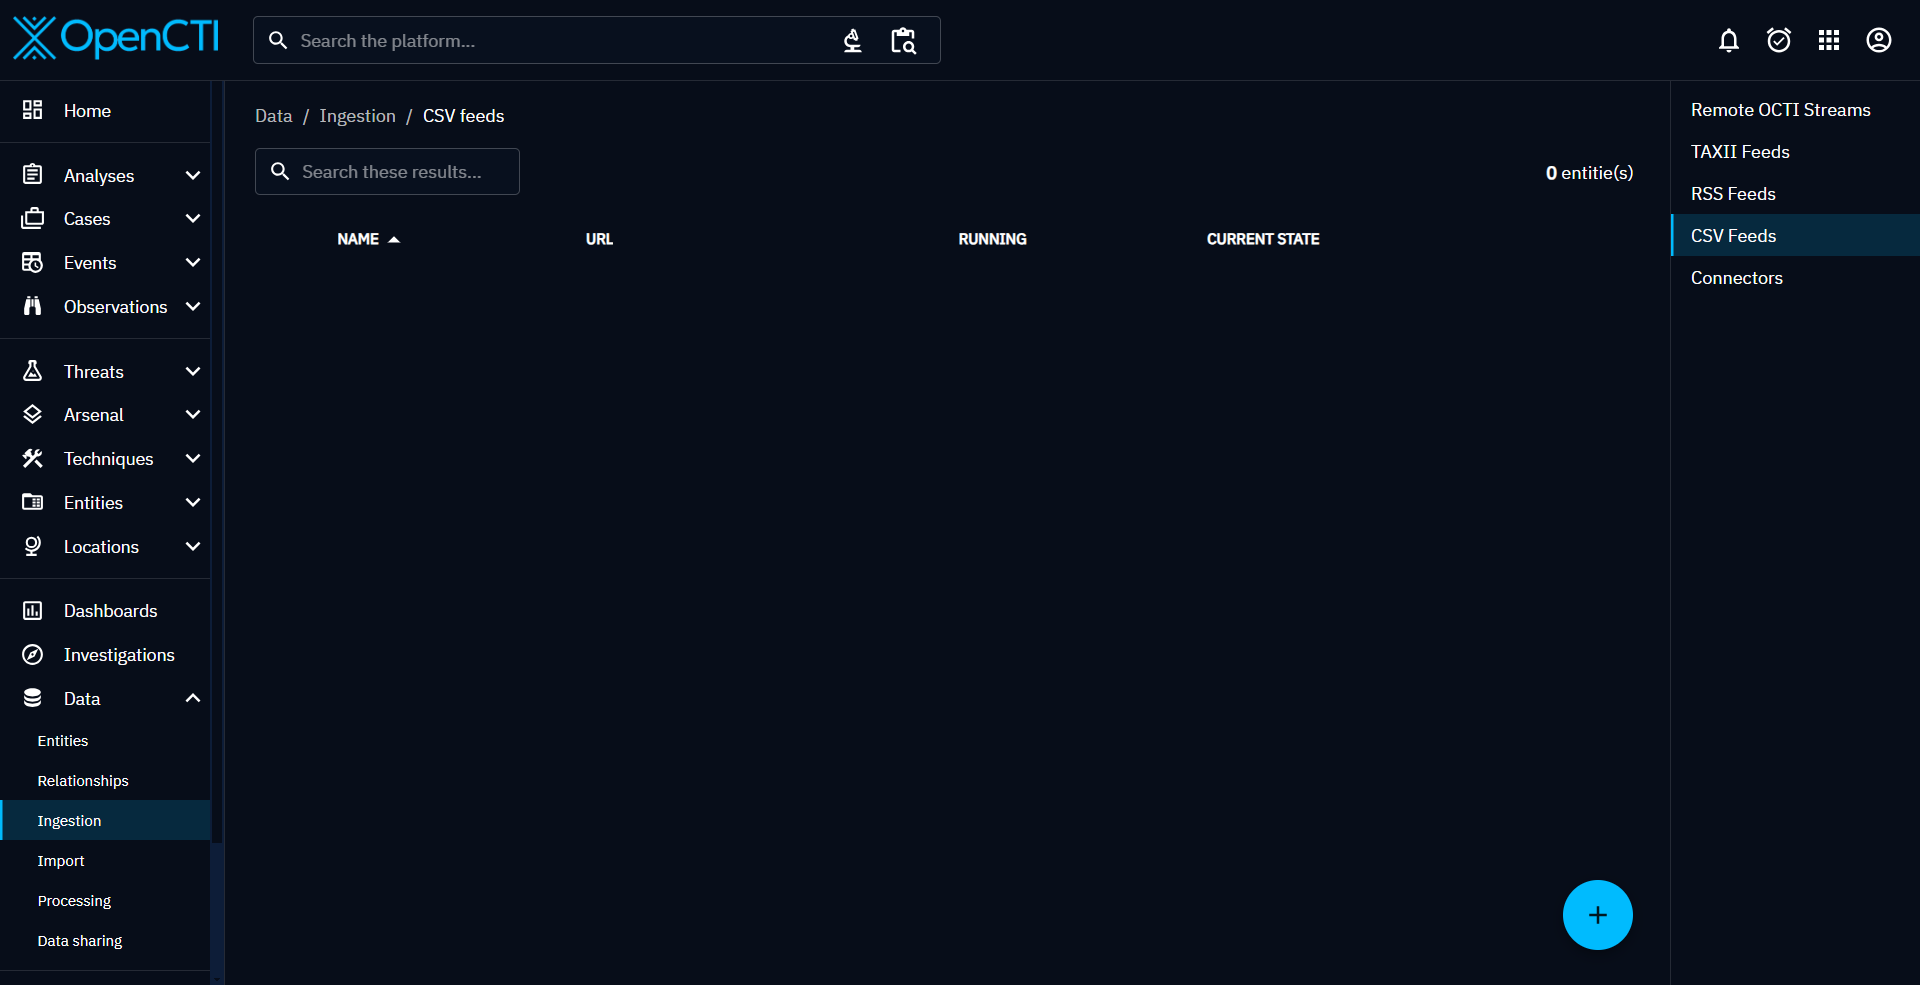 OpenCTI
Search the platform...
Home
Analyses
Cases
Events
Observations
Threats
Arsenal
Techniques
Entities
Locations
Dashboards
Investigations
Data
Entities
Relationships
Ingestion
Import
Processing
Data sharing
Data / Ingestion / CSV feeds
Search these results...
0 entitie(s)
NAME URL RUNNING CURRENT STATE
Remote OCTI Streams
TAXII Feeds
RSS Feeds
CSV Feeds
Connectors